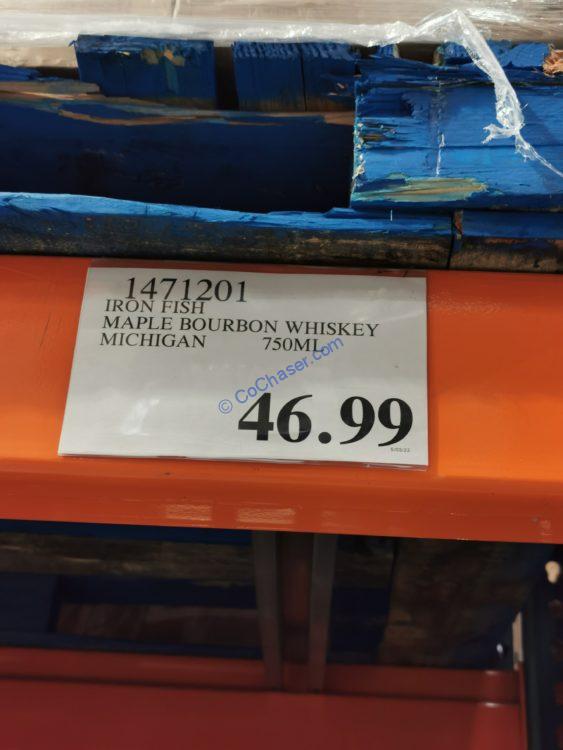 1471201
IRON FISH
MAPLE BOURBON WHISKEY
MICHIGAN 750ML
© CoChaser.com
46.99